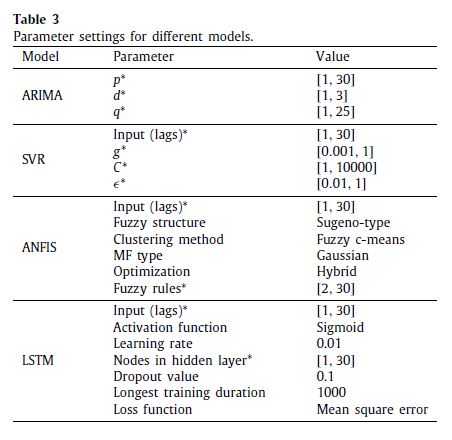 Table 3
Parameter settings for different models.
Model Parameter Value
p* [1, 30]
ARIMA d* [1, 3]
q* [1, 25]
Input (lags)* [1, 30]
SVR g* [0.001, 1]
C* [1, 10000]
ϵ* [0.01, 1]
Input (lags)* [1, 30]
Fuzzy structure Sugeno-type
ANFIS Clustering method Fuzzy c-means
MF type Gaussian
Optimization Hybrid
Fuzzy rules* [2, 30]
Input (lags)* [1, 30]
Activation function Sigmoid
Learning rate 0.01
LSTM Nodes in hidden layer* [1, 30]
Dropout value 0.1
Longest training duration 1000
Loss function Mean square error